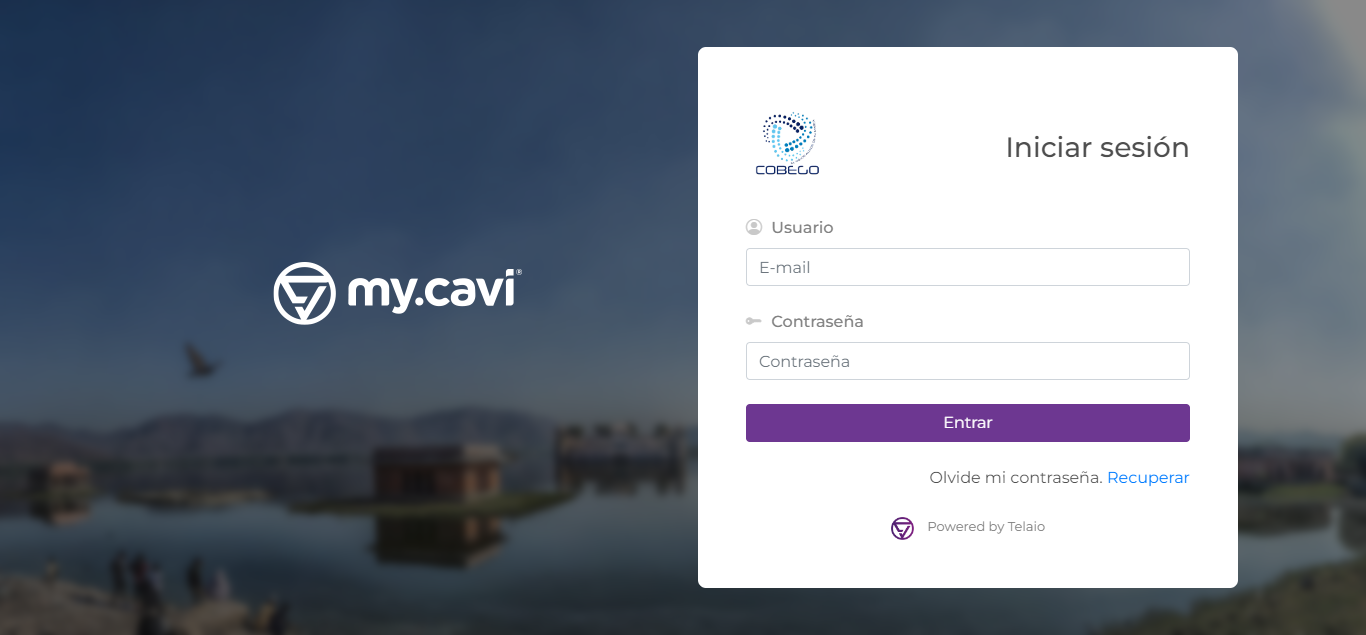 my.cavi®
COBEGO
Iniciar sesión
Usuario
E-mail
Contraseña
Contraseña
Entrar
Olvide mi contraseña. Recuperar
Powered by Telaio